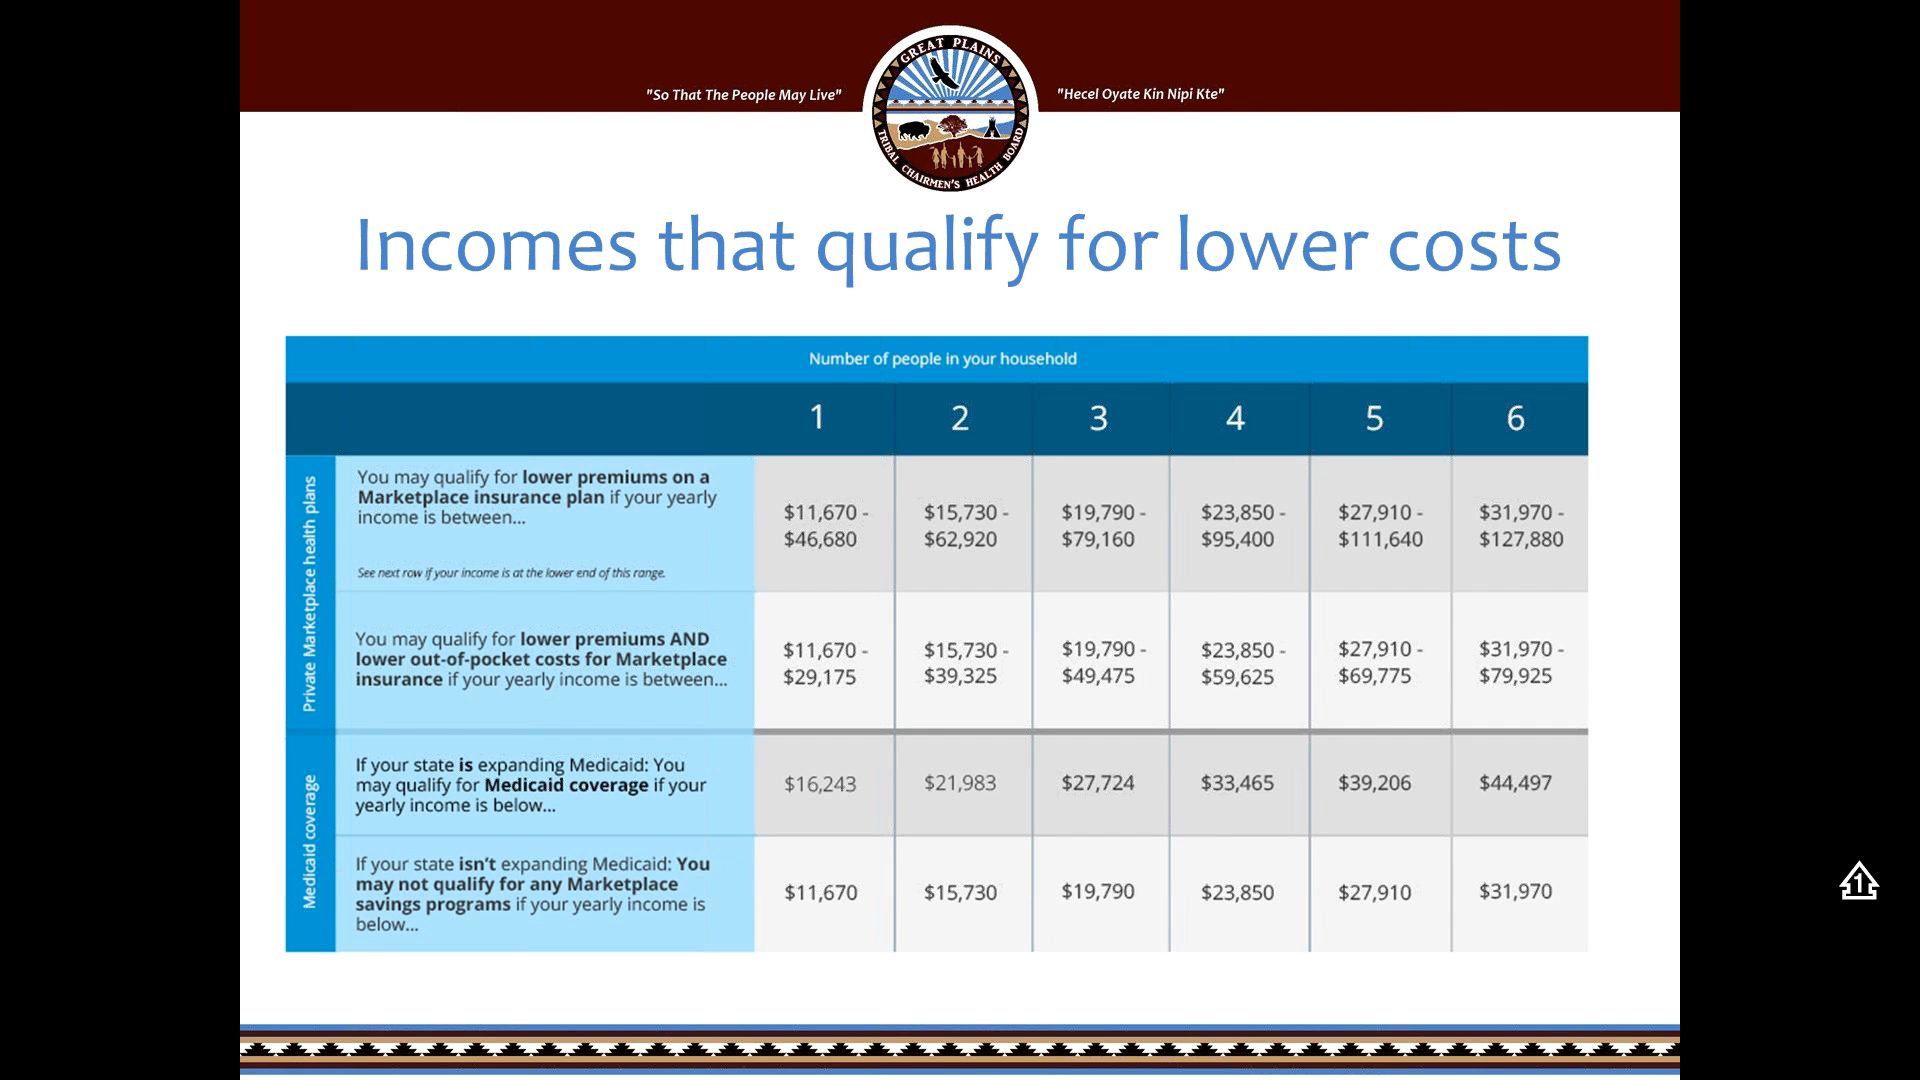 "So That The People May Live"
GREAT PLAINS
TRIBAL CHAIRMEN'S HEALTH BOARD
"Hecel Oyate Kin Nipi Kte"
Incomes that qualify for lower costs
Number of people in your household
1 2 3 4 5 6
Private Marketplace health plans
You may qualify for lower premiums on a
Marketplace insurance plan if your yearly
income is between...
See next row if your income is at the lower end of this range.
$11,670 - $15,730 - $19,790 - $23,850 - $27,910 - $31,970 -
$46,680 $62,920 $79,160 $95,400 $111,640 $127,880
You may qualify for lower premiums AND
lower out-of-pocket costs for Marketplace
insurance if your yearly income is between...
$11,670 - $15,730 - $19,790 - $23,850 - $27,910 - $31,970 -
$29,175 $39,325 $49,475 $59,625 $69,775 $79,925
Medicaid coverage
If your state is expanding Medicaid: You
may qualify for Medicaid coverage if your
yearly income is below...
$16,243 $21,983 $27,724 $33,465 $39,206 $44,497
If your state isn't expanding Medicaid: You
may not qualify for any Marketplace
savings programs if your yearly income is
below...
$11,670 $15,730 $19,790 $23,850 $27,910 $31,970
1